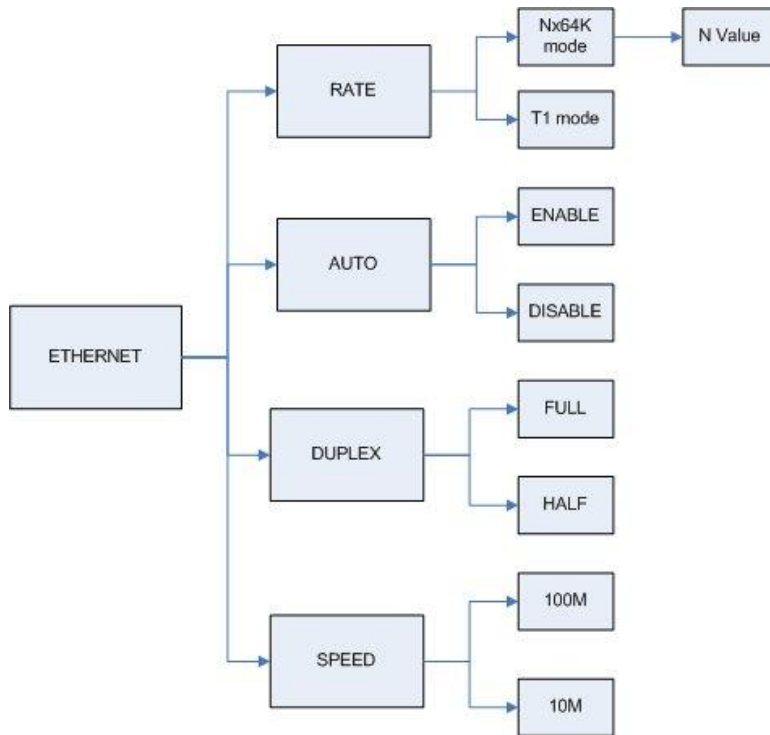 ETHERNET
RATE
Nx64K
mode
N Value
T1 mode
AUTO
ENABLE
DISABLE
DUPLEX
FULL
HALF
SPEED
100M
10M